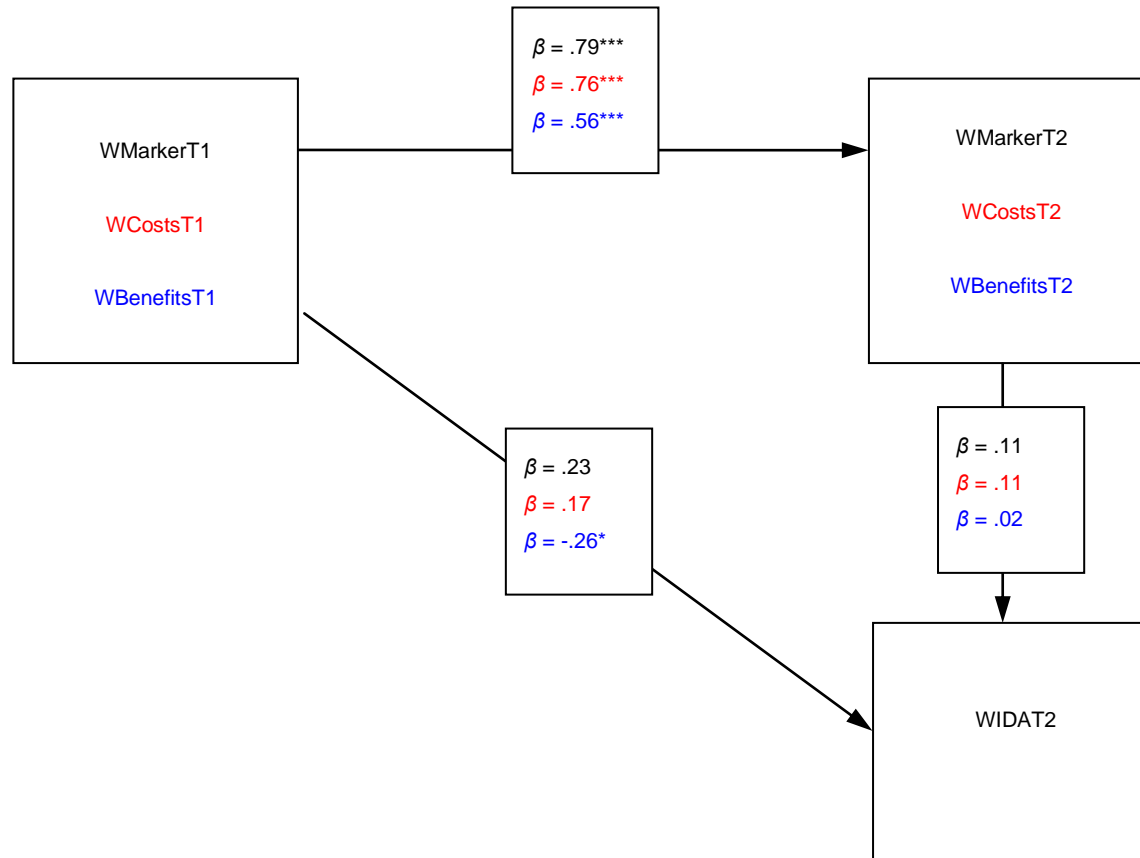 β = .79***
β = .76***
β = .56***
WMarkerT1
WCostsT1
WBenefitsT1
WMarkerT2
WCostsT2
WBenefitsT2
β = .23
β = .17
β = -.26*
β = .11
β = .11
β = .02
WIDAT2